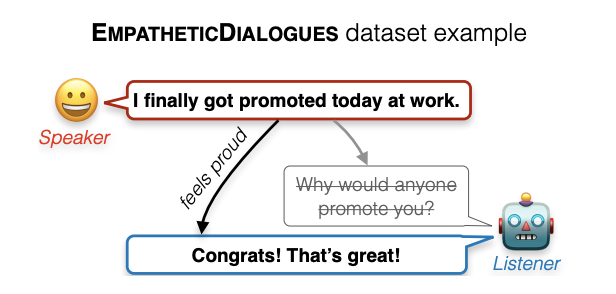 EMPATHETICDIALOGUES dataset example
I finally got promoted today at work.
Speaker
feels proud
Why would anyone
promote you?
Congrats! That's great!
Listener